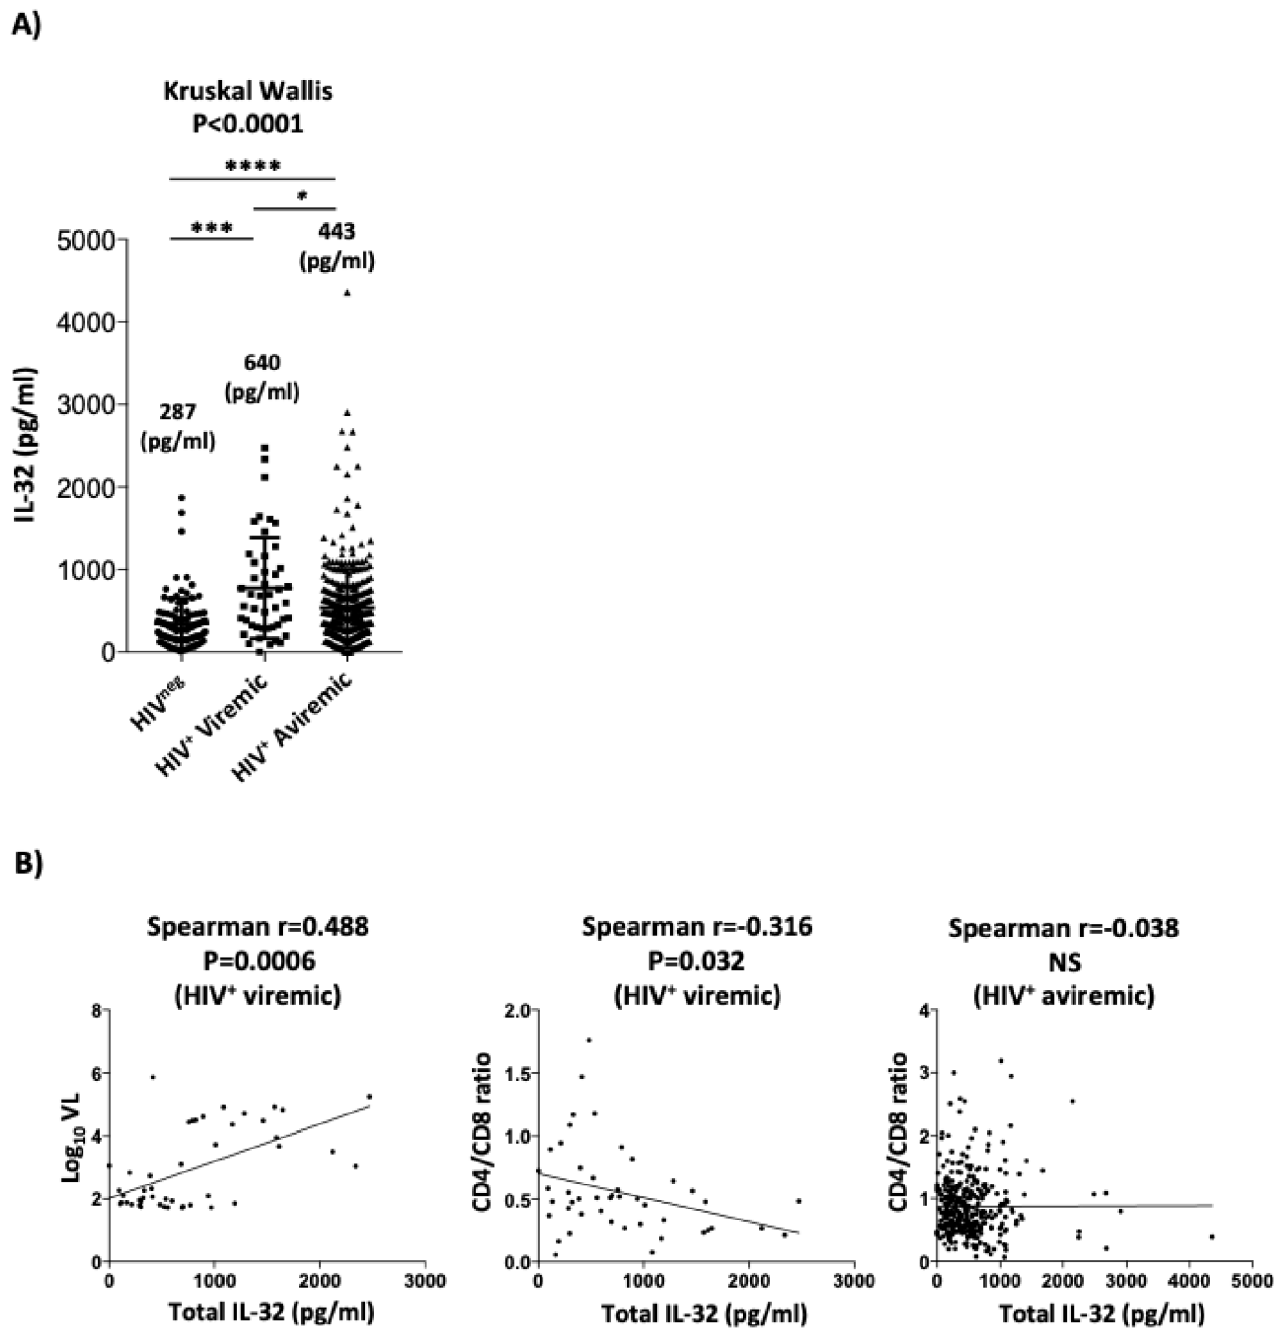 A)
Kruskal Wallis
P<0.0001
****
*
***
443
(pg/ml)
640
(pg/ml)
287
(pg/ml)
IL-32 (pg/ml)
5000
4000
3000
2000
1000
0
HIVneg
HIV+ Viremic
HIV+ Aviremic
B)
Spearman r=0.488
P=0.0006
(HIV+ viremic)
Log10 VL
8
6
4
2
0
0 1000 2000 3000
Total IL-32 (pg/ml)
Spearman r=-0.316
P=0.032
(HIV+ viremic)
CD4/CD8 ratio
2.0
1.5
1.0
0.5
0.0
0 1000 2000 3000
Total IL-32 (pg/ml)
Spearman r=-0.038
NS
(HIV+ aviremic)
CD4/CD8 ratio
4
3
2
1
0
0 1000 2000 3000 4000 5000
Total IL-32 (pg/ml)